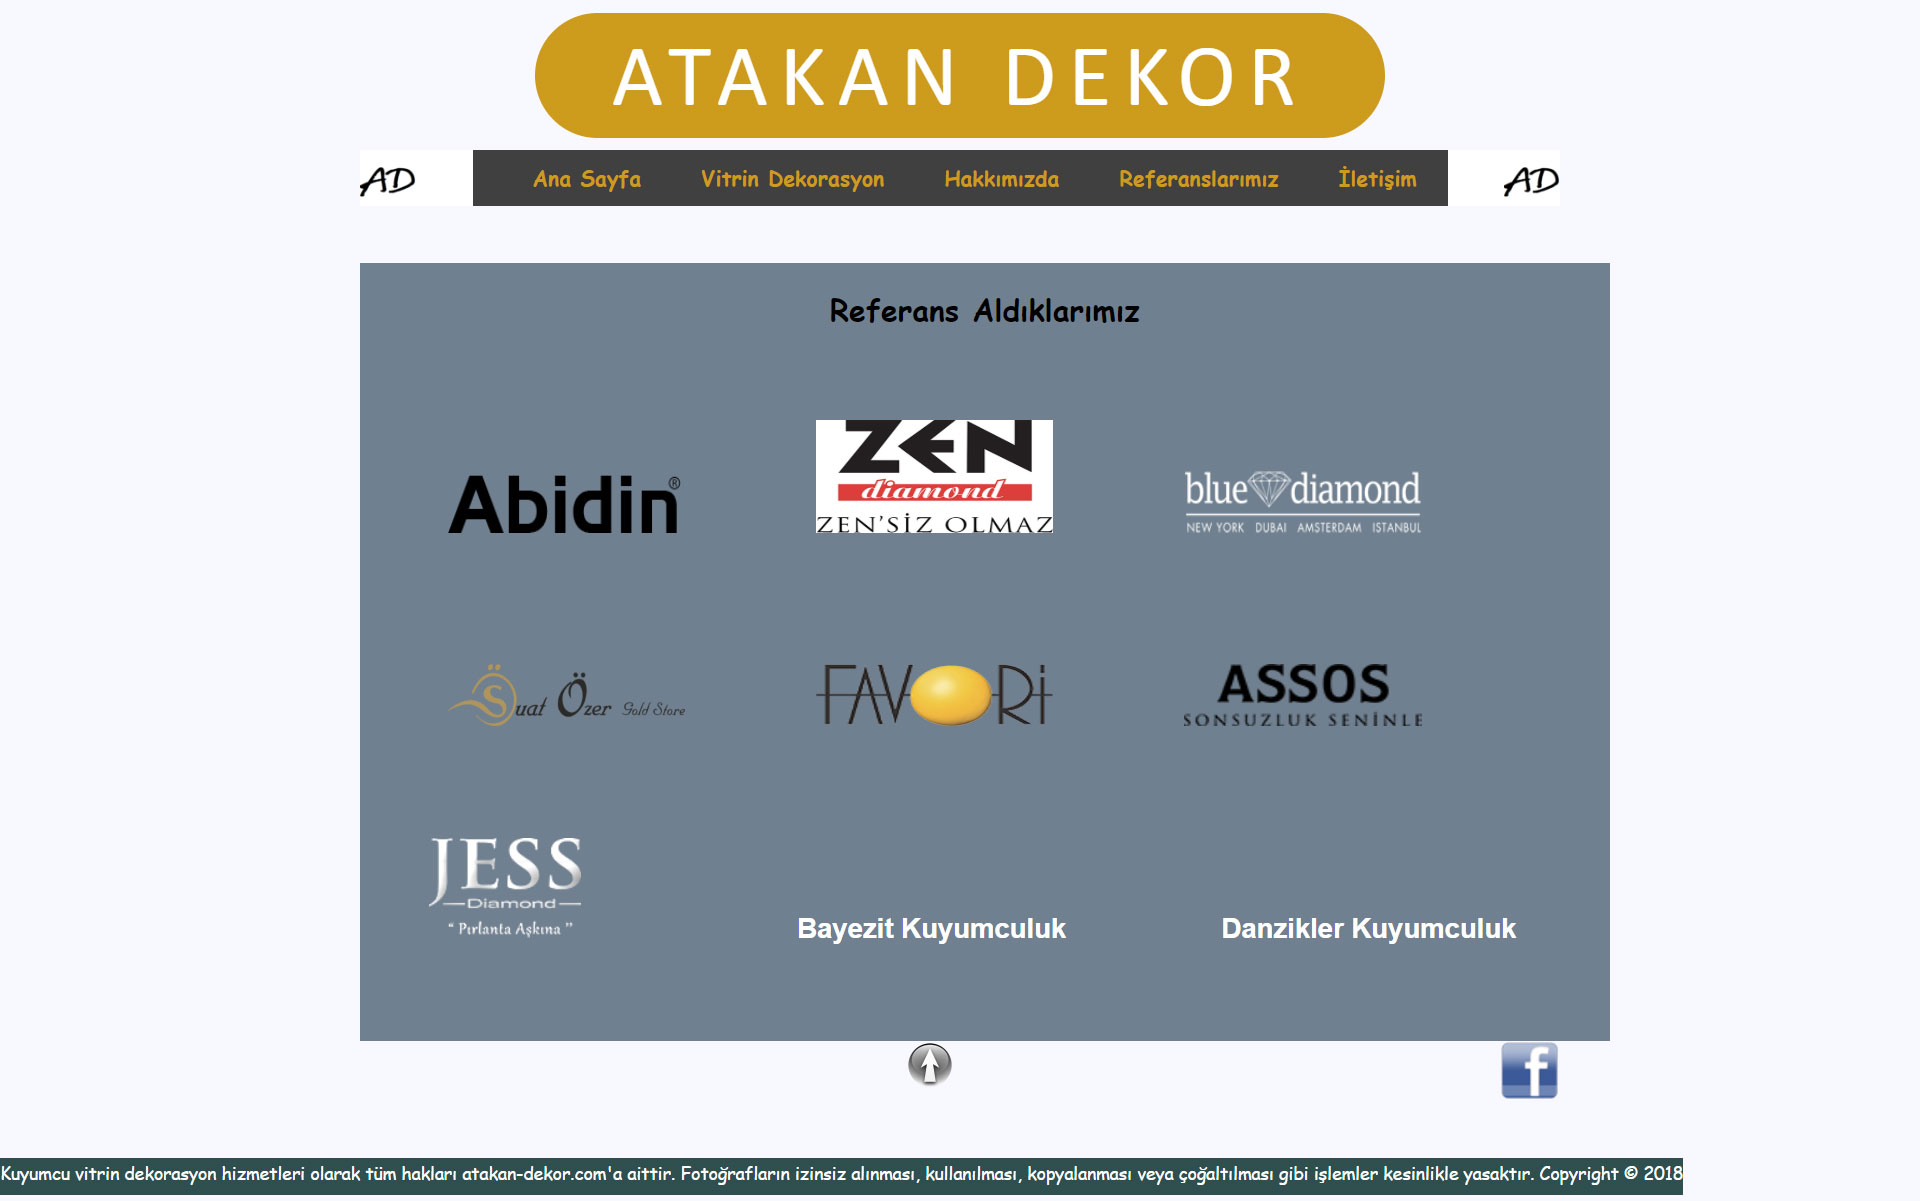 ATAKAN DEKOR
AD
Ana Sayfa
Vitrin Dekorasyon
Hakkımızda
Referanslarımız
İletişim
AD
Referans Aldıklarımız
Abidin®
ZEN
diamond
ZEN'SİZ OLMAZ
blue diamond
NEW YORK DUBAI AMSTERDAM ISTANBUL
Suat Özer Gold Store
FAVORİ
ASSOS
SONSUZLUK SENİNLE
JESS
Diamond
“ Pırlanta Aşkına ”
Bayezit Kuyumculuk
Danzikler Kuyumculuk
f
Kuyumcu vitrin dekorasyon hizmetleri olarak tüm hakları atakan-dekor.com'a aittir. Fotoğrafların izinsiz alınması, kullanılması, kopyalanması veya çoğaltılması gibi işlemler kesinlikle yasaktır. Copyright © 2018